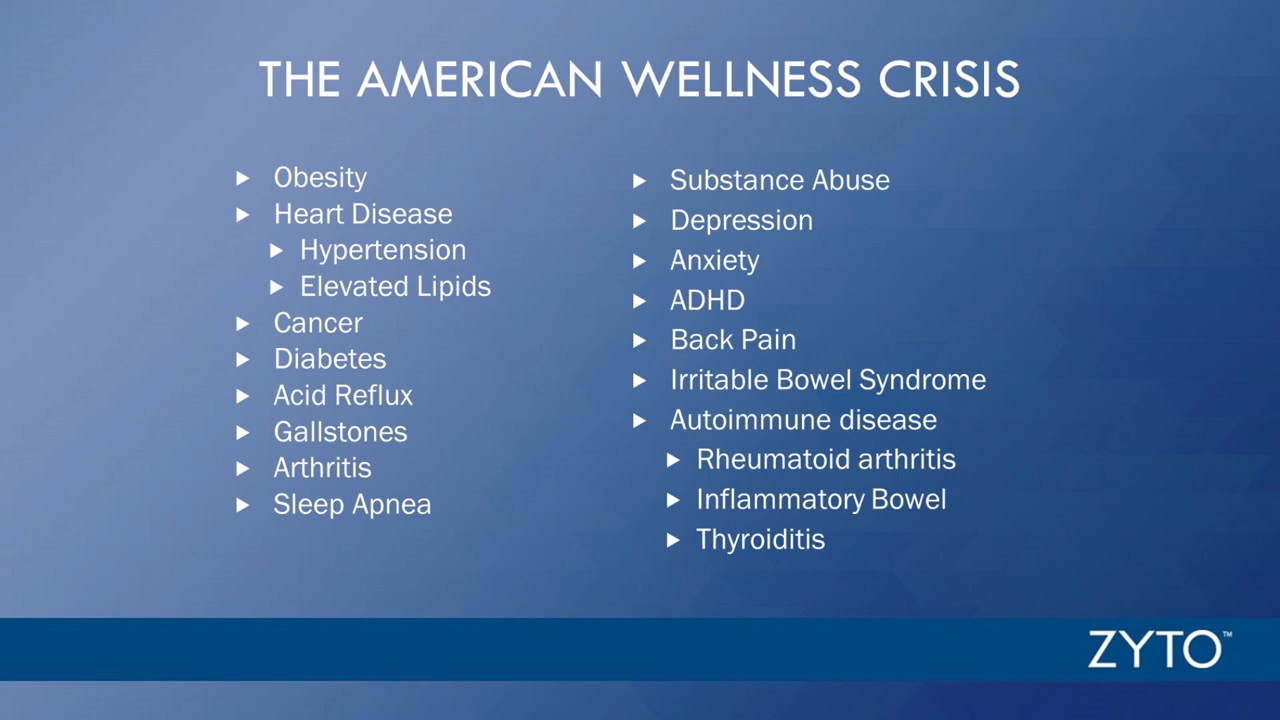 THE AMERICAN WELLNESS CRISIS
Obesity
Heart Disease
Hypertension
Elevated Lipids
Cancer
Diabetes
Acid Reflux
Gallstones
Arthritis
Sleep Apnea
Substance Abuse
Depression
Anxiety
ADHD
Back Pain
Irritable Bowel Syndrome
Autoimmune disease
Rheumatoid arthritis
Inflammatory Bowel
Thyroiditis
ZYTO™